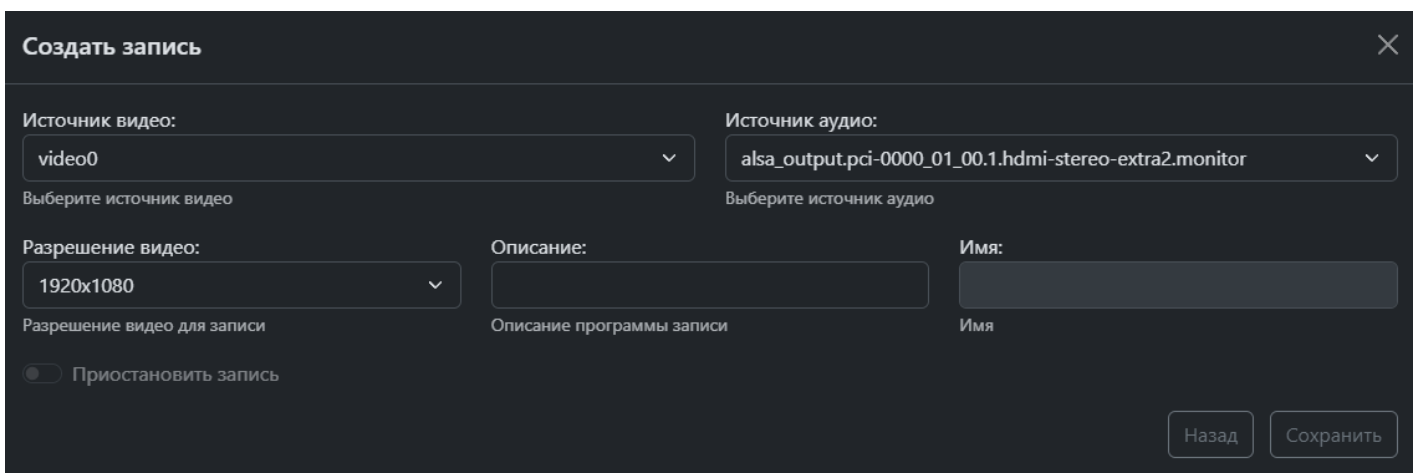 Создать запись
Источник видео:
Источник аудио:
video0
alsa_output.pci-0000_01_00.1.hdmi-stereo-extra2.monitor
Выберите источник видео
Выберите источник аудио
Разрешение видео:
Описание:
Имя:
1920x1080
Разрешение видео для записи
Описание программы записи
Имя
Приостановить запись
Назад
Сохранить